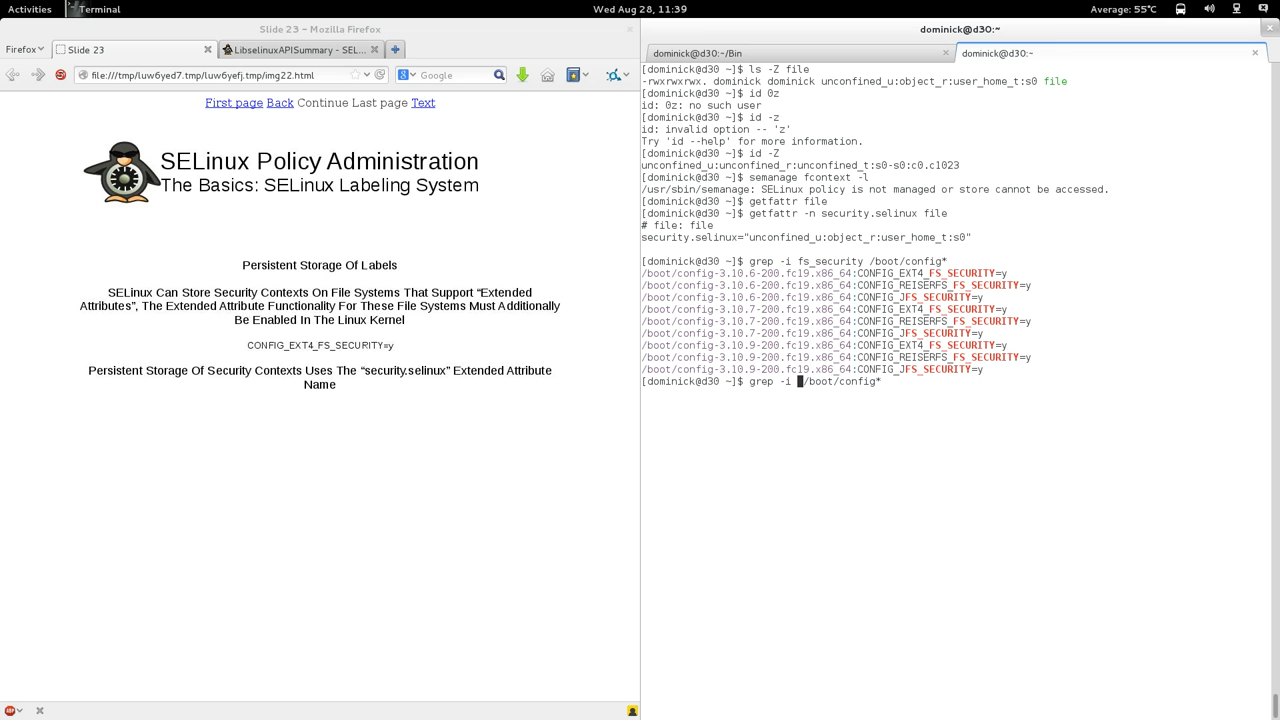 Activities
Terminal
Wed Aug 28, 11:39
Average: 55°C
Slide 23 - Mozilla Firefox
Firefox
Slide 23
LibselinuxAPISummary - SEL...
file:///tmp/luw6yed7.tmp/luw6yefj.tmp/img22.html
Google
First page Back Continue Last page Text
SELinux Policy Administration
The Basics: SELinux Labeling System
Persistent Storage Of Labels
SELinux Can Store Security Contexts On File Systems That Support “Extended
Attributes”, The Extended Attribute Functionality For These File Systems Must Additionally
Be Enabled In The Linux Kernel
CONFIG_EXT4_FS_SECURITY=y
Persistent Storage Of Security Contexts Uses The “security.selinux” Extended Attribute
Name
ABP
dominick@d30:~
dominick@d30:~/Bin
dominick@d30:~
[dominick@d30 ~]$ ls -Z file
-rwxrwxrwx. dominick dominick unconfined_u:object_r:user_home_t:s0 file
[dominick@d30 ~]$ id 0z
id: 0z: no such user
[dominick@d30 ~]$ id -z
id: invalid option -- 'z'
Try 'id --help' for more information.
[dominick@d30 ~]$ id -Z
unconfined_u:unconfined_r:unconfined_t:s0-s0:c0.c1023
[dominick@d30 ~]$ semanage fcontext -l
/usr/sbin/semanage: SELinux policy is not managed or store cannot be accessed.
[dominick@d30 ~]$ getfattr file
[dominick@d30 ~]$ getfattr -n security.selinux file
# file: file
security.selinux="unconfined_u:object_r:user_home_t:s0"
[dominick@d30 ~]$ grep -i fs_security /boot/config*
/boot/config-3.10.6-200.fc19.x86_64:CONFIG_EXT4_FS_SECURITY=y
/boot/config-3.10.6-200.fc19.x86_64:CONFIG_REISERFS_FS_SECURITY=y
/boot/config-3.10.6-200.fc19.x86_64:CONFIG_JFS_SECURITY=y
/boot/config-3.10.7-200.fc19.x86_64:CONFIG_EXT4_FS_SECURITY=y
/boot/config-3.10.7-200.fc19.x86_64:CONFIG_REISERFS_FS_SECURITY=y
/boot/config-3.10.7-200.fc19.x86_64:CONFIG_JFS_SECURITY=y
/boot/config-3.10.9-200.fc19.x86_64:CONFIG_EXT4_FS_SECURITY=y
/boot/config-3.10.9-200.fc19.x86_64:CONFIG_REISERFS_FS_SECURITY=y
/boot/config-3.10.9-200.fc19.x86_64:CONFIG_JFS_SECURITY=y
[dominick@d30 ~]$ grep -i /boot/config*